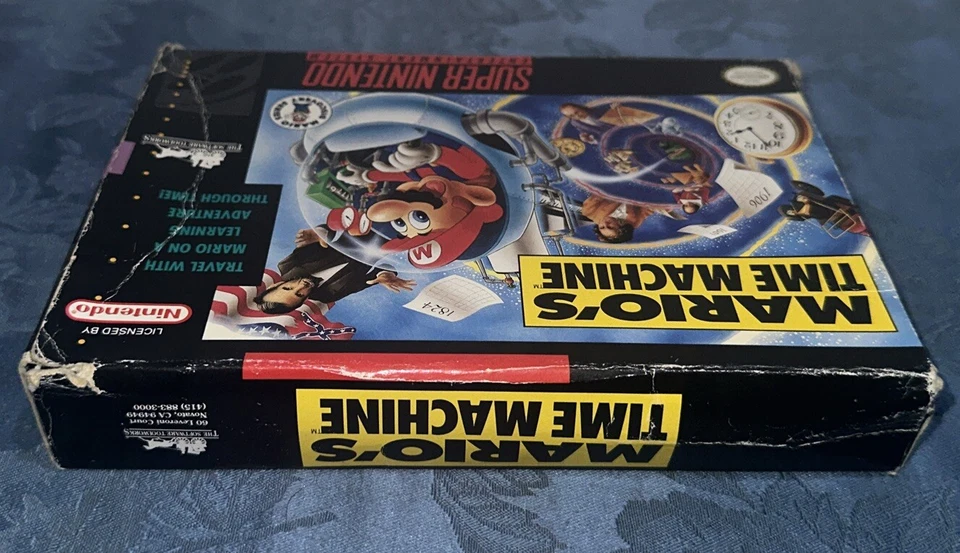 SUPER NINTENDO
ENTERTAINMENT SYSTEM
Nintendo
MARIO'S
TIME MACHINE
TM
1906
1824
M
THE SOFTWARE TOOLWORKS
TRAVEL WITH
MARIO ON A
LEARNING
ADVENTURE
THROUGH TIME!
LICENSED BY
Nintendo
MARIO'S
TIME MACHINE
TM
THE SOFTWARE TOOLWORKS
60 Leveroni Court
Novato, CA 94949
(415) 883-3000